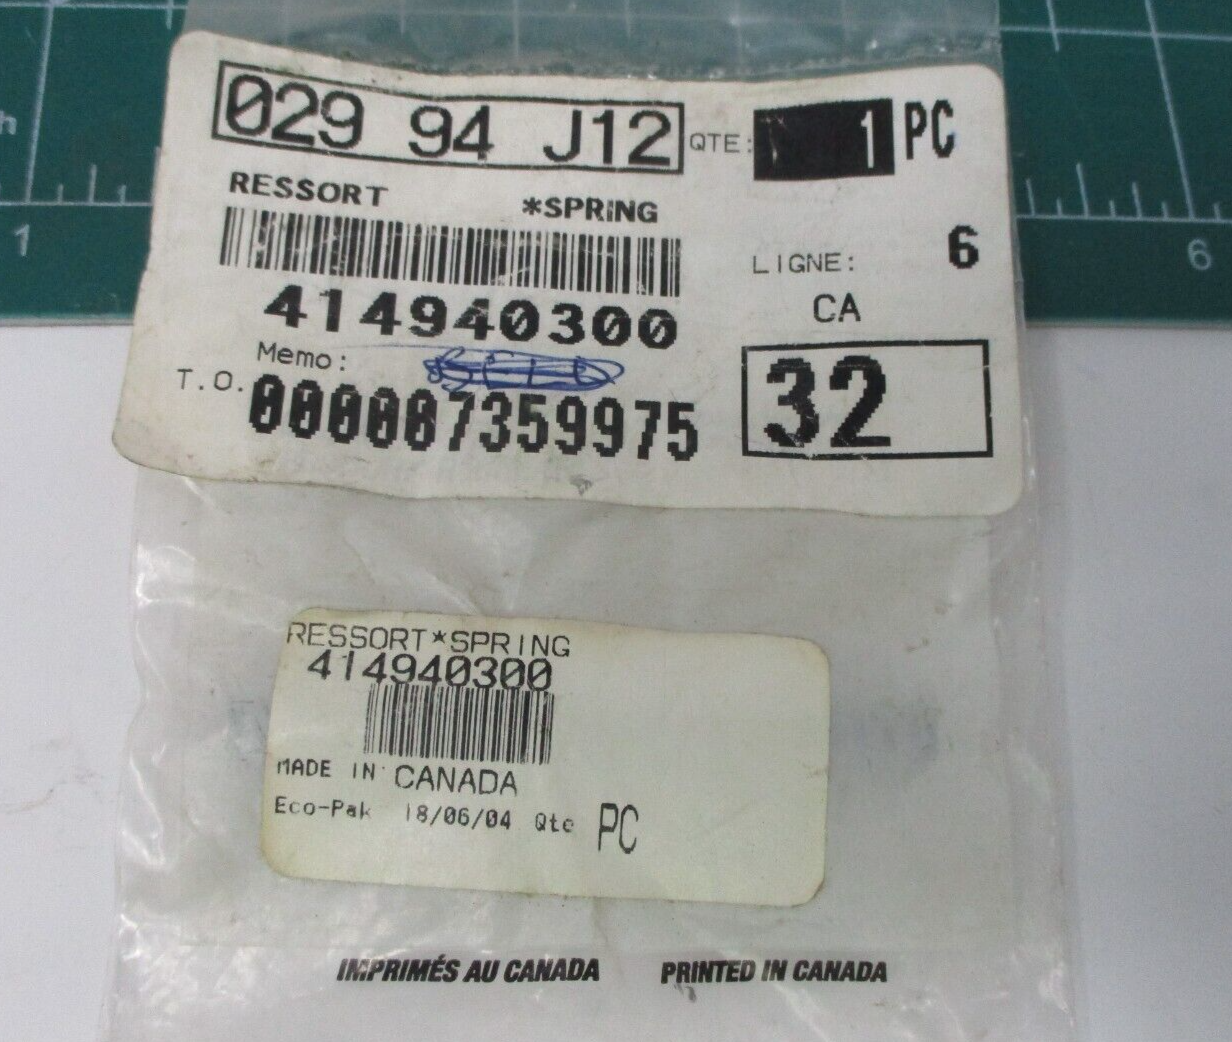 029 94 J12 QTE: 1 PC
RESSORT *SPRING
414940300
LIGNE: 6
CA
Memo:
T.O. 000007359975
32
RESSORT*SPRING
414940300
MADE IN CANADA
Eco-Pak 18/06/04 Qte PC
IMPRIMÉS AU CANADA PRINTED IN CANADA
1
6